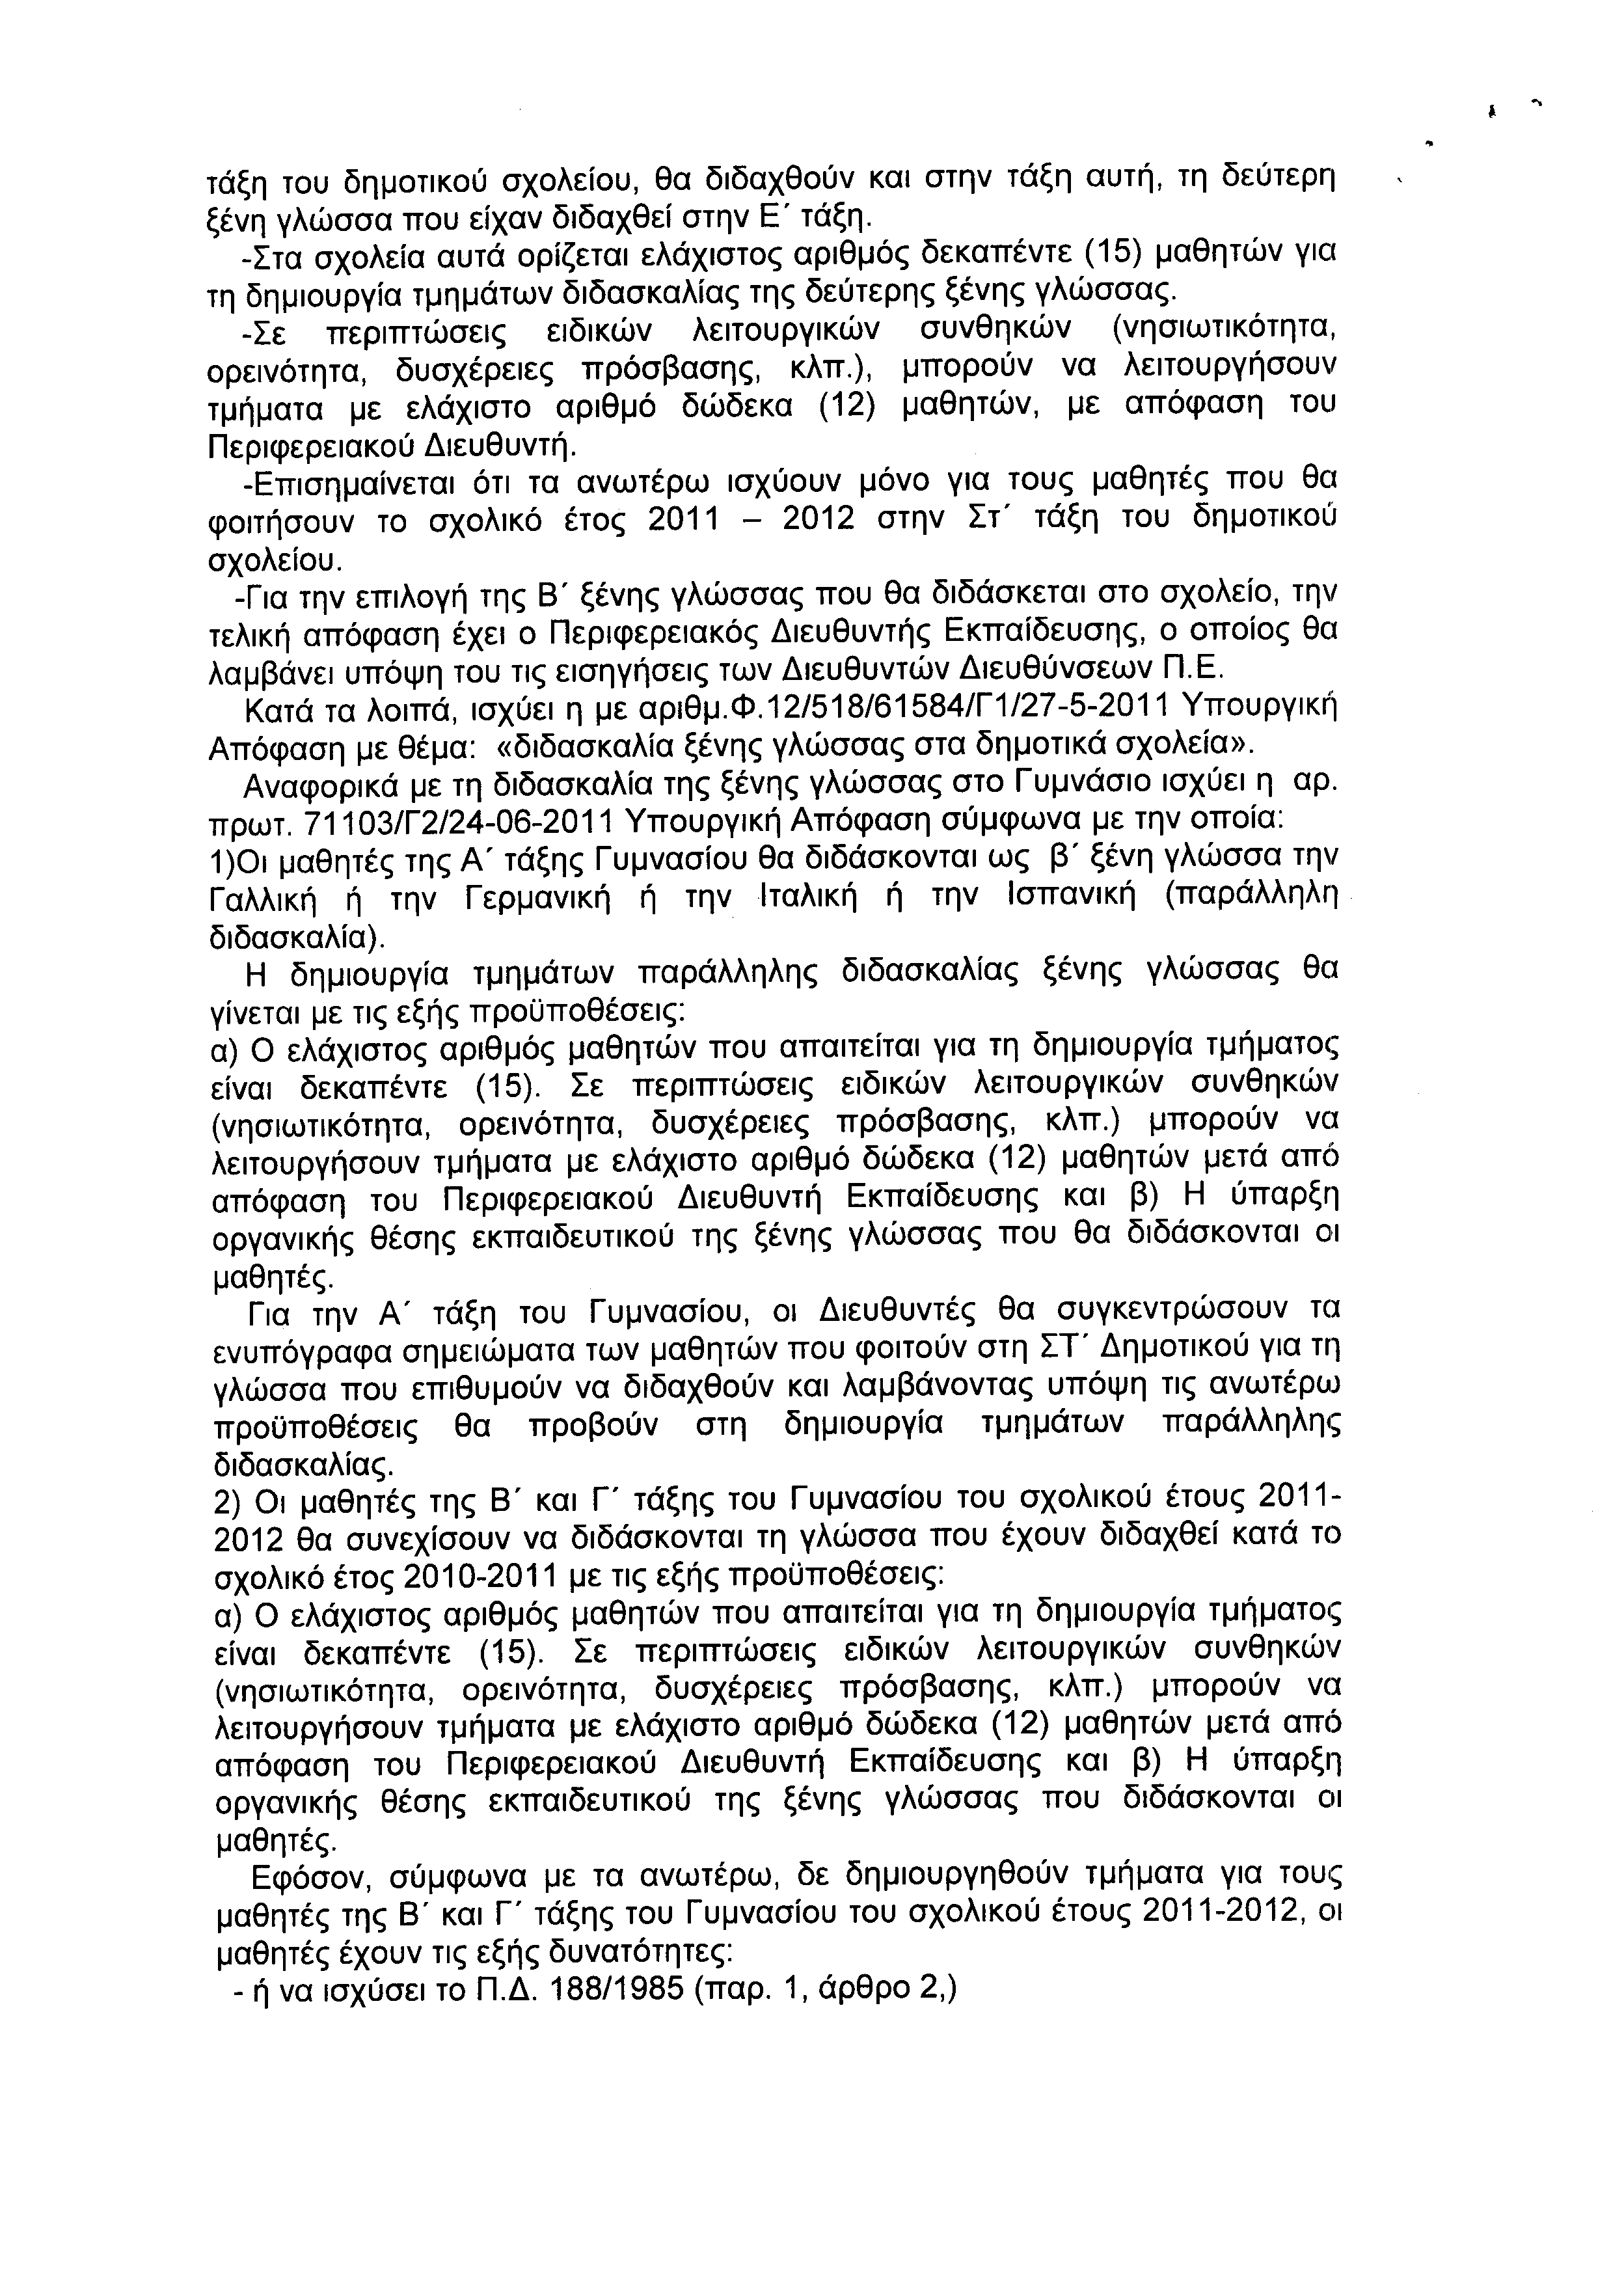 τάξη του δημοτικού σχολείου, θα διδαχθούν και στην τάξη αυτή, τη δεύτερη
ξένη γλώσσα που είχαν διδαχθεί στην Ε΄ τάξη.
-Στα σχολεία αυτά ορίζεται ελάχιστος αριθμός δεκαπέντε (15) μαθητών για
τη δημιουργία τμημάτων διδασκαλίας της δεύτερης ξένης γλώσσας.
-Σε περιπτώσεις ειδικών λειτουργικών συνθηκών (νησιωτικότητα,
ορεινότητα, δυσχέρειες πρόσβασης, κλπ.), μπορούν να λειτουργήσουν
τμήματα με ελάχιστο αριθμό δώδεκα (12) μαθητών, με απόφαση του
Περιφερειακού Διευθυντή.
-Επισημαίνεται ότι τα ανωτέρω ισχύουν μόνο για τους μαθητές που θα
φοιτήσουν το σχολικό έτος 2011 – 2012 στην Στ΄ τάξη του δημοτικού
σχολείου.
-Για την επιλογή της Β΄ ξένης γλώσσας που θα διδάσκεται στο σχολείο, την
τελική απόφαση έχει ο Περιφερειακός Διευθυντής Εκπαίδευσης, ο οποίος θα
λαμβάνει υπόψη του τις εισηγήσεις των Διευθυντών Διευθύνσεων Π.Ε.
Κατά τα λοιπά, ισχύει η με αριθμ.Φ.12/518/61584/Γ1/27-5-2011 Υπουργική
Απόφαση με θέμα: «διδασκαλία ξένης γλώσσας στα δημοτικά σχολεία».
Αναφορικά με τη διδασκαλία της ξένης γλώσσας στο Γυμνάσιο ισχύει η αρ.
πρωτ. 71103/Γ2/24-06-2011 Υπουργική Απόφαση σύμφωνα με την οποία:
1)Οι μαθητές της Α΄ τάξης Γυμνασίου θα διδάσκονται ως β΄ ξένη γλώσσα την
Γαλλική ή την Γερμανική ή την Ιταλική ή την Ισπανική (παράλληλη
διδασκαλία).
Η δημιουργία τμημάτων παράλληλης διδασκαλίας ξένης γλώσσας θα
γίνεται με τις εξής προϋποθέσεις:
α) Ο ελάχιστος αριθμός μαθητών που απαιτείται για τη δημιουργία τμήματος
είναι δεκαπέντε (15). Σε περιπτώσεις ειδικών λειτουργικών συνθηκών
(νησιωτικότητα, ορεινότητα, δυσχέρειες πρόσβασης, κλπ.) μπορούν να
λειτουργήσουν τμήματα με ελάχιστο αριθμό δώδεκα (12) μαθητών μετά από
απόφαση του Περιφερειακού Διευθυντή Εκπαίδευσης και β) Η ύπαρξη
οργανικής θέσης εκπαιδευτικού της ξένης γλώσσας που θα διδάσκονται οι
μαθητές.
Για την Α΄ τάξη του Γυμνασίου, οι Διευθυντές θα συγκεντρώσουν τα
ενυπόγραφα σημειώματα των μαθητών που φοιτούν στη ΣΤ΄ Δημοτικού για τη
γλώσσα που επιθυμούν να διδαχθούν και λαμβάνοντας υπόψη τις ανωτέρω
προϋποθέσεις θα προβούν στη δημιουργία τμημάτων παράλληλης
διδασκαλίας.
2) Οι μαθητές της Β΄ και Γ΄ τάξης του Γυμνασίου του σχολικού έτους 2011-
2012 θα συνεχίσουν να διδάσκονται τη γλώσσα που έχουν διδαχθεί κατά το
σχολικό έτος 2010-2011 με τις εξής προϋποθέσεις:
α) Ο ελάχιστος αριθμός μαθητών που απαιτείται για τη δημιουργία τμήματος
είναι δεκαπέντε (15). Σε περιπτώσεις ειδικών λειτουργικών συνθηκών
(νησιωτικότητα, ορεινότητα, δυσχέρειες πρόσβασης, κλπ.) μπορούν να
λειτουργήσουν τμήματα με ελάχιστο αριθμό δώδεκα (12) μαθητών μετά από
απόφαση του Περιφερειακού Διευθυντή Εκπαίδευσης και β) Η ύπαρξη
οργανικής θέσης εκπαιδευτικού της ξένης γλώσσας που διδάσκονται οι
μαθητές.
Εφόσον, σύμφωνα με τα ανωτέρω, δε δημιουργηθούν τμήματα για τους
μαθητές της Β΄ και Γ΄ τάξης του Γυμνασίου του σχολικού έτους 2011-2012, οι
μαθητές έχουν τις εξής δυνατότητες:
- ή να ισχύσει το Π.Δ. 188/1985 (παρ. 1, άρθρο 2,)